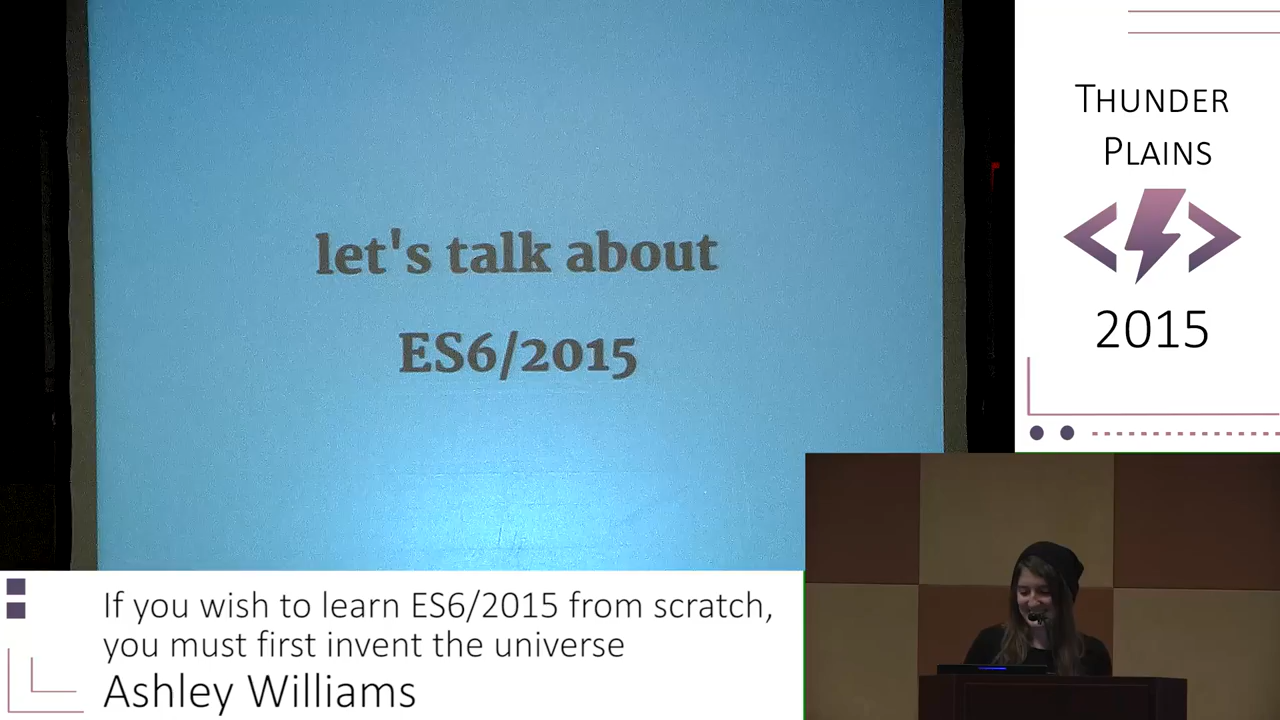 let's talk about
ES6/2015
THUNDER
PLAINS
2015
If you wish to learn ES6/2015 from scratch,
you must first invent the universe
Ashley Williams